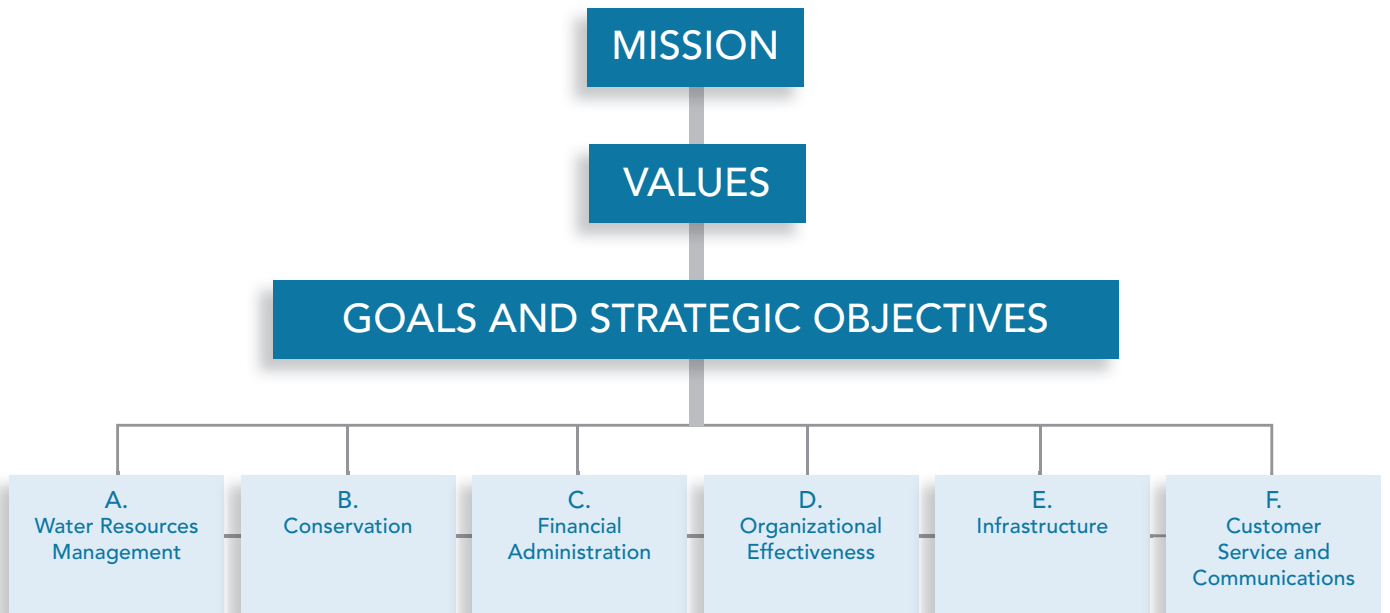 MISSION
VALUES
GOALS AND STRATEGIC OBJECTIVES
A.
Water Resources
Management
B.
Conservation
C.
Financial
Administration
D.
Organizational
Effectiveness
E.
Infrastructure
F.
Customer
Service and
Communications